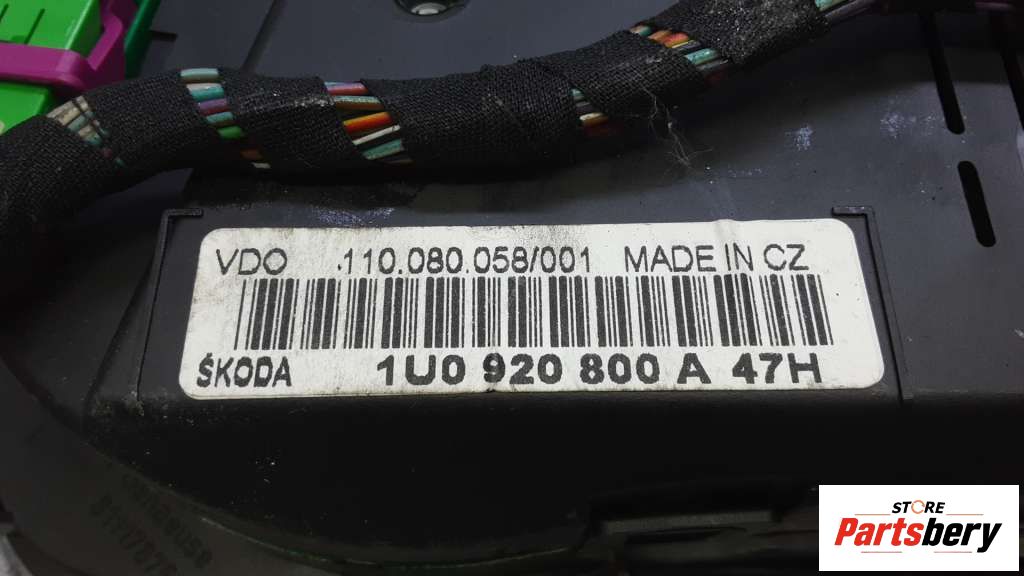 VDO 110.080.058/001 MADE IN CZ
ŠKODA 1U0 920 800 A 47H
STORE
Partsbery